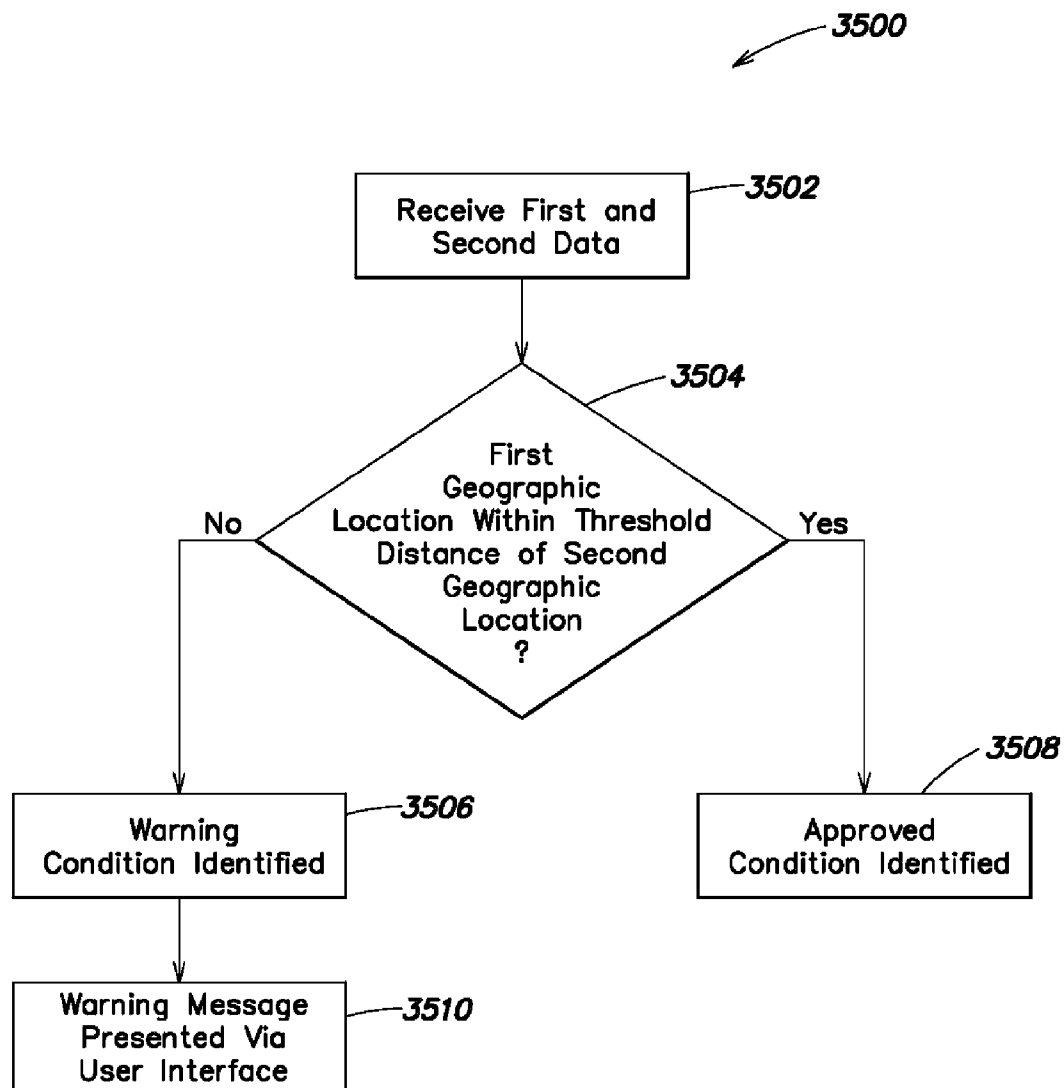 3500
3502
Receive First and
Second Data
3504
First
Geographic
Location Within Threshold
Distance of Second
Geographic
Location
?
No
Yes
3506
Warning
Condition Identified
3508
Approved
Condition Identified
3510
Warning Message
Presented Via
User Interface